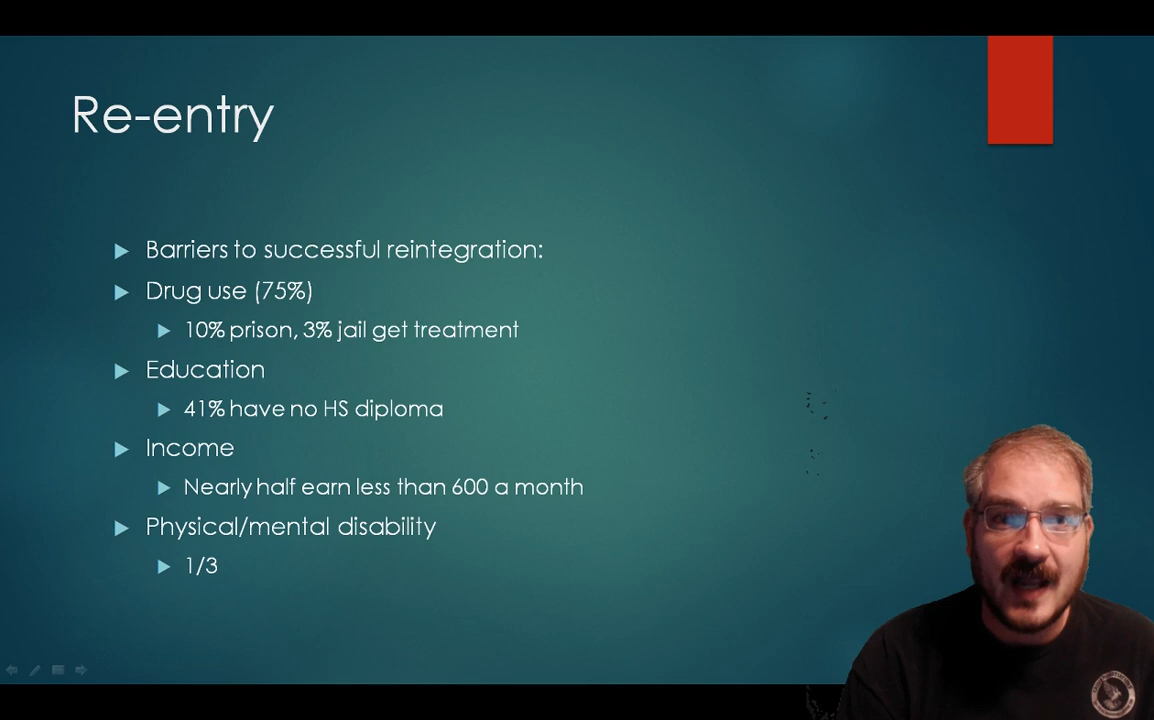 Re-entry
Barriers to successful reintegration:
Drug use (75%)
10% prison, 3% jail get treatment
Education
41% have no HS diploma
Income
Nearly half earn less than 600 a month
Physical/mental disability
1/3